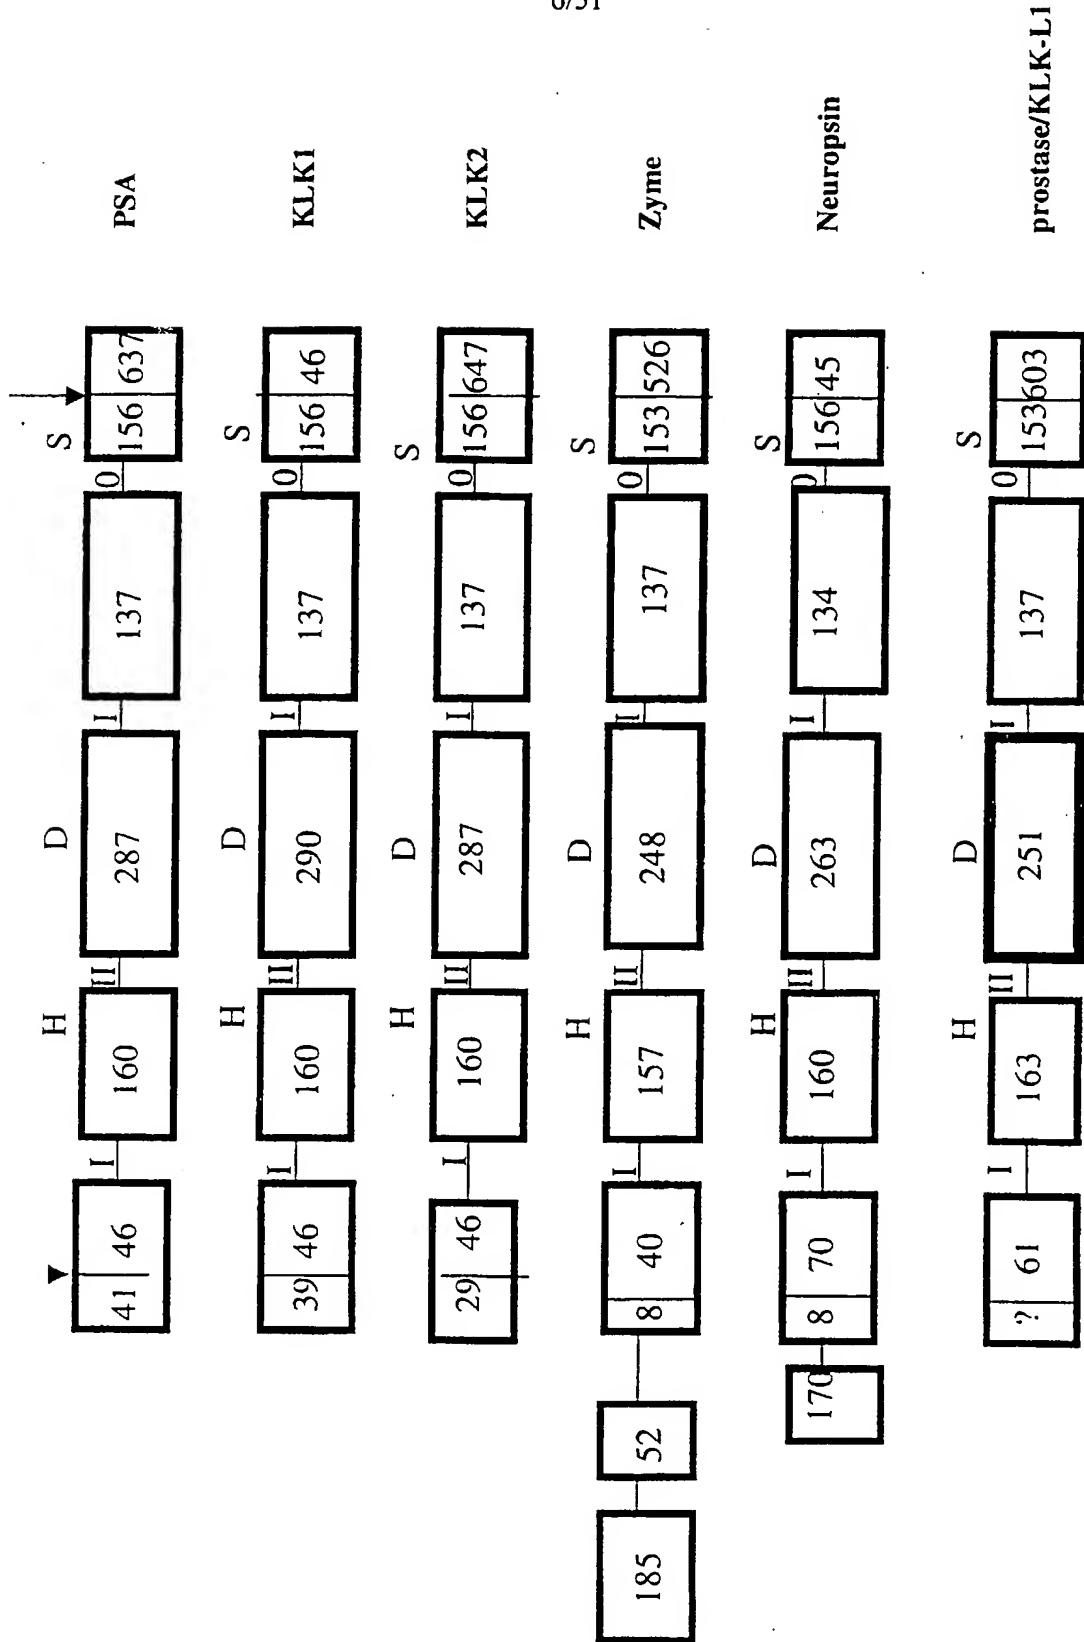 H D S
41 46 I 160 II 287 I 137 0 156 637 PSA
H D S
39 46 I 160 II 290 I 137 0 156 46 KLK1
H D S
29 46 I 160 II 287 I 137 0 156 647 KLK2
H D S
185 52 8 40 I 157 II 248 II 137 0 153 526 Zyme
H D S
170 8 70 I 160 II 263 I 134 0 156 45 Neuropsin
H D S
? 61 I 163 II 251 I 137 0 153 603 prostase/KLK-L1